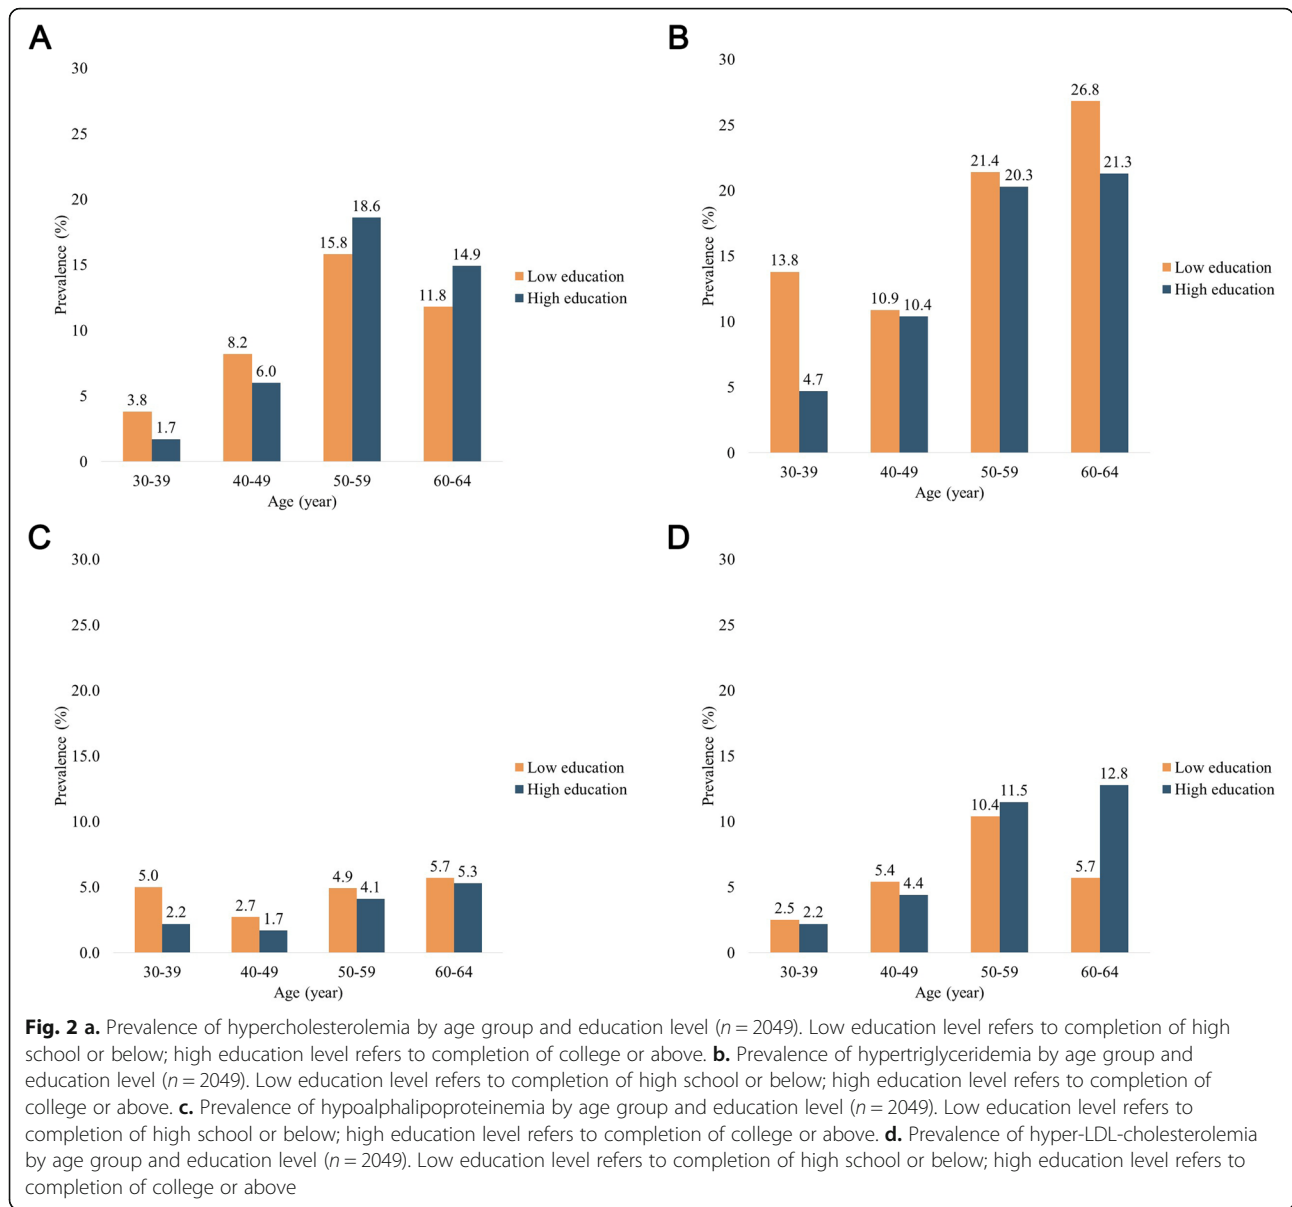 A
30
25
20
15
10
5
0
Prevalence (%)
3.8
1.7
8.2
6.0
15.8
18.6
11.8
14.9
30-39 40-49 50-59 60-64
Age (year)
Low education
High education
B
30
25
20
15
10
5
0
Prevalence (%)
13.8
4.7
10.9
10.4
21.4
20.3
26.8
21.3
30-39 40-49 50-59 60-64
Age (year)
Low education
High education
C
30.0
25.0
20.0
15.0
10.0
5.0
0.0
Prevalence (%)
5.0
2.2
2.7
1.7
4.9
4.1
5.7
5.3
30-39 40-49 50-59 60-64
Age (year)
Low education
High education
D
30
25
20
15
10
5
0
Prevalence (%)
2.5
2.2
5.4
4.4
10.4
11.5
5.7
12.8
30-39 40-49 50-59 60-64
Age (year)
Low education
High education
Fig. 2 a. Prevalence of hypercholesterolemia by age group and education level (n = 2049). Low education level refers to completion of high
school or below; high education level refers to completion of college or above. b. Prevalence of hypertriglyceridemia by age group and
education level (n = 2049). Low education level refers to completion of high school or below; high education level refers to completion of
college or above. c. Prevalence of hypoalphalipoproteinemia by age group and education level (n = 2049). Low education level refers to
completion of high school or below; high education level refers to completion of college or above. d. Prevalence of hyper-LDL-cholesterolemia
by age group and education level (n = 2049). Low education level refers to completion of high school or below; high education level refers to
completion of college or above